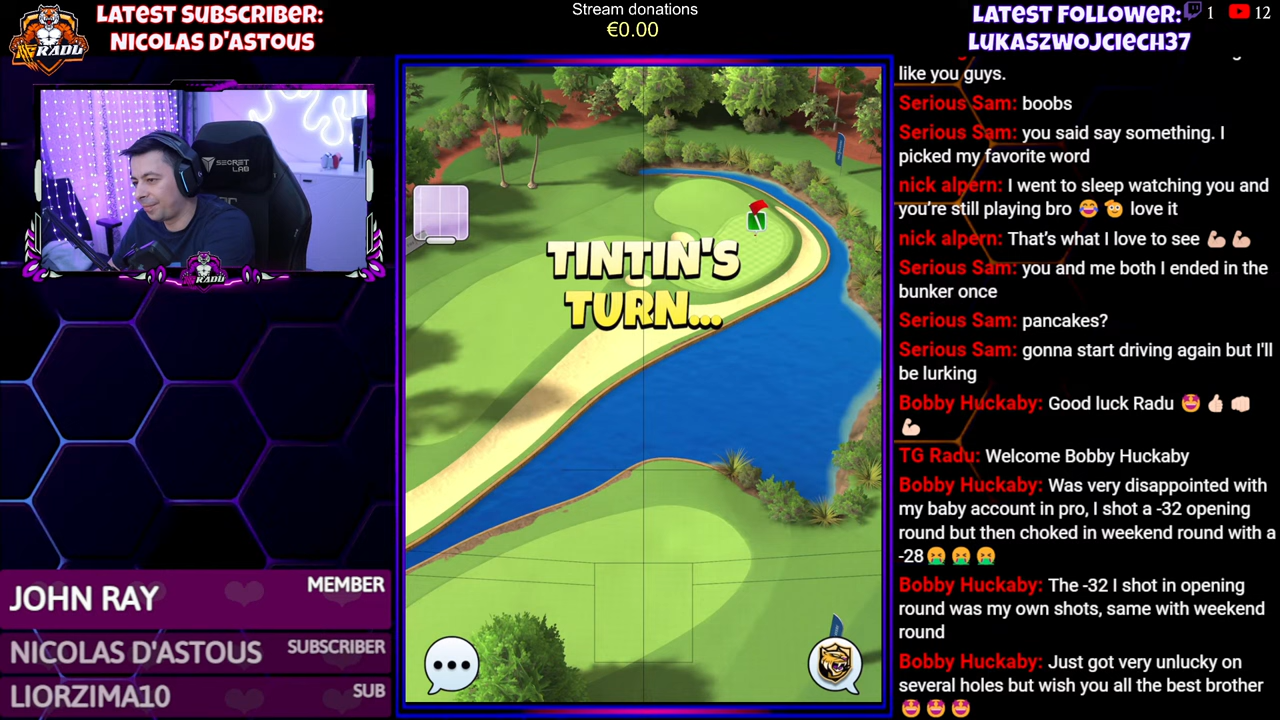 LATEST SUBSCRIBER:
NICOLAS D'ASTOUS
RADU
Stream donations
€0.00
LATEST FOLLOWER:
LUKASZWOJCIECH37
1
12
SECRET
LAB
RADU
TINTIN'S
TURN...
like you guys.
Serious Sam: boobs
Serious Sam: you said say something. I
picked my favorite word
nick alpern: I went to sleep watching you and
you’re still playing bro 😂 🫡 love it
nick alpern: That’s what I love to see 💪🏻 💪🏻
Serious Sam: you and me both I ended in the
bunker once
Serious Sam: pancakes?
Serious Sam: gonna start driving again but I'll
be lurking
Bobby Huckaby: Good luck Radu 🤩 👍🏻 👊🏻
💪🏻
TG Radu: Welcome Bobby Huckaby
Bobby Huckaby: Was very disappointed with
my baby account in pro, I shot a -32 opening
round but then choked in weekend round with a
-28 🤮 🤮 🤮
Bobby Huckaby: The -32 I shot in opening
round was my own shots, same with weekend
round
Bobby Huckaby: Just got very unlucky on
several holes but wish you all the best brother
🤩 🤩 🤩
JOHN RAY
MEMBER
NICOLAS D'ASTOUS
SUBSCRIBER
LIORZIMA10
SUB